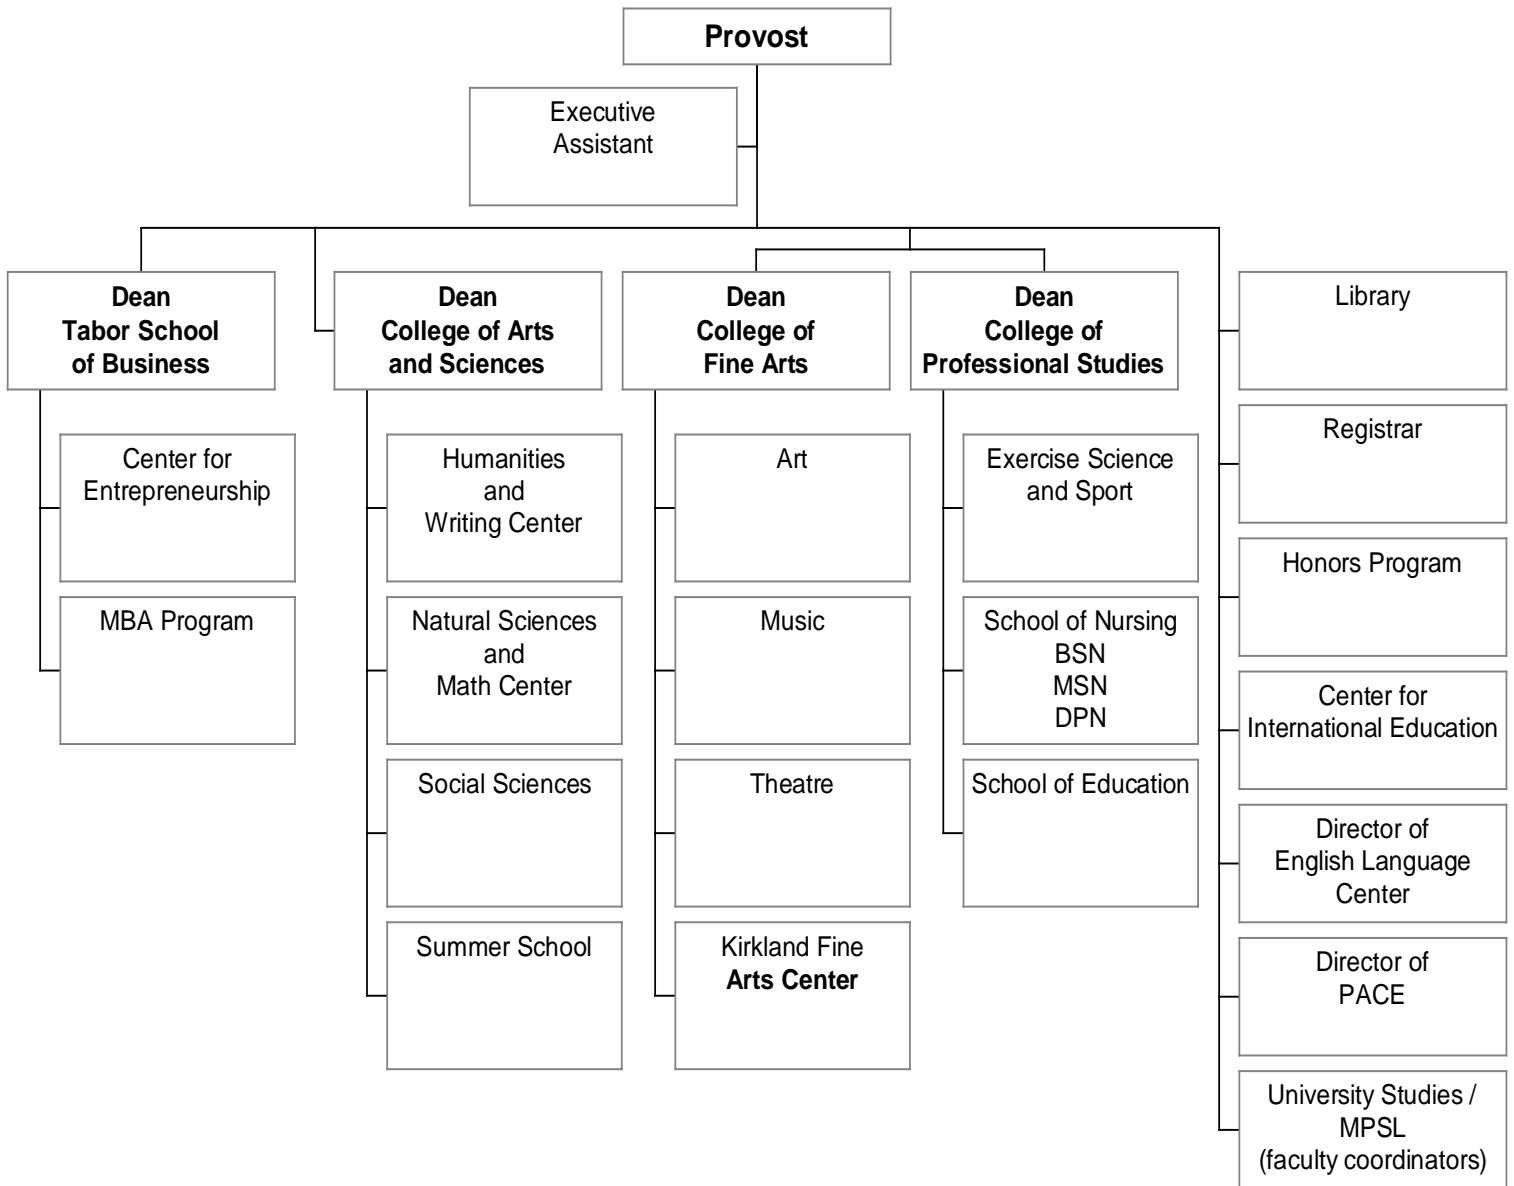 Provost
Executive
Assistant
Dean
Tabor School
of Business
Center for
Entrepreneurship
MBA Program
Dean
College of Arts
and Sciences
Humanities
and
Writing Center
Natural Sciences
and
Math Center
Social Sciences
Summer School
Dean
College of
Fine Arts
Art
Music
Theatre
Kirkland Fine
Arts Center
Dean
College of
Professional Studies
Exercise Science
and Sport
School of Nursing
BSN
MSN
DPN
School of Education
Library
Registrar
Honors Program
Center for
International Education
Director of
English Language
Center
Director of
PACE
University Studies /
MPSL
(faculty coordinators)